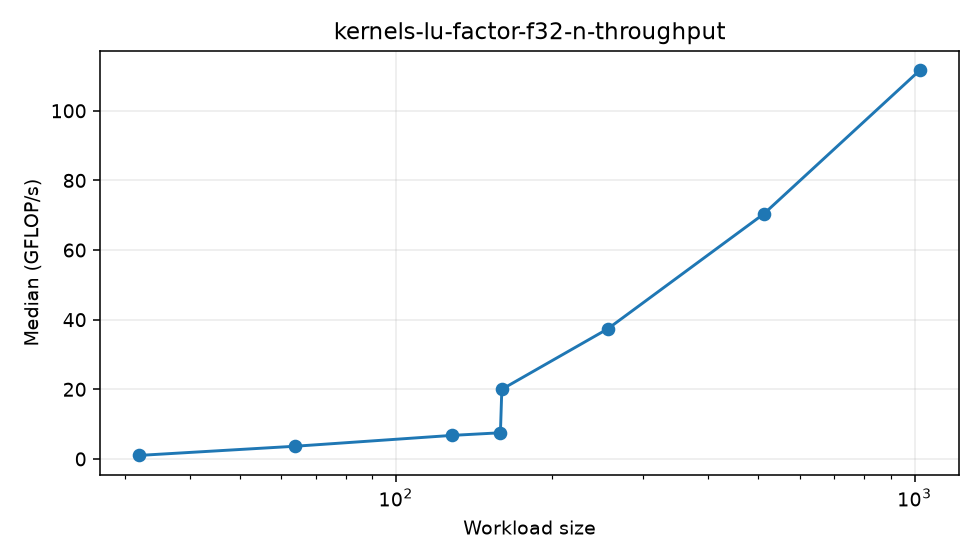 kernels-lu-factor-f32-n-throughput
Median (GFLOP/s)
100
80
60
40
20
0
10²
10³
Workload size